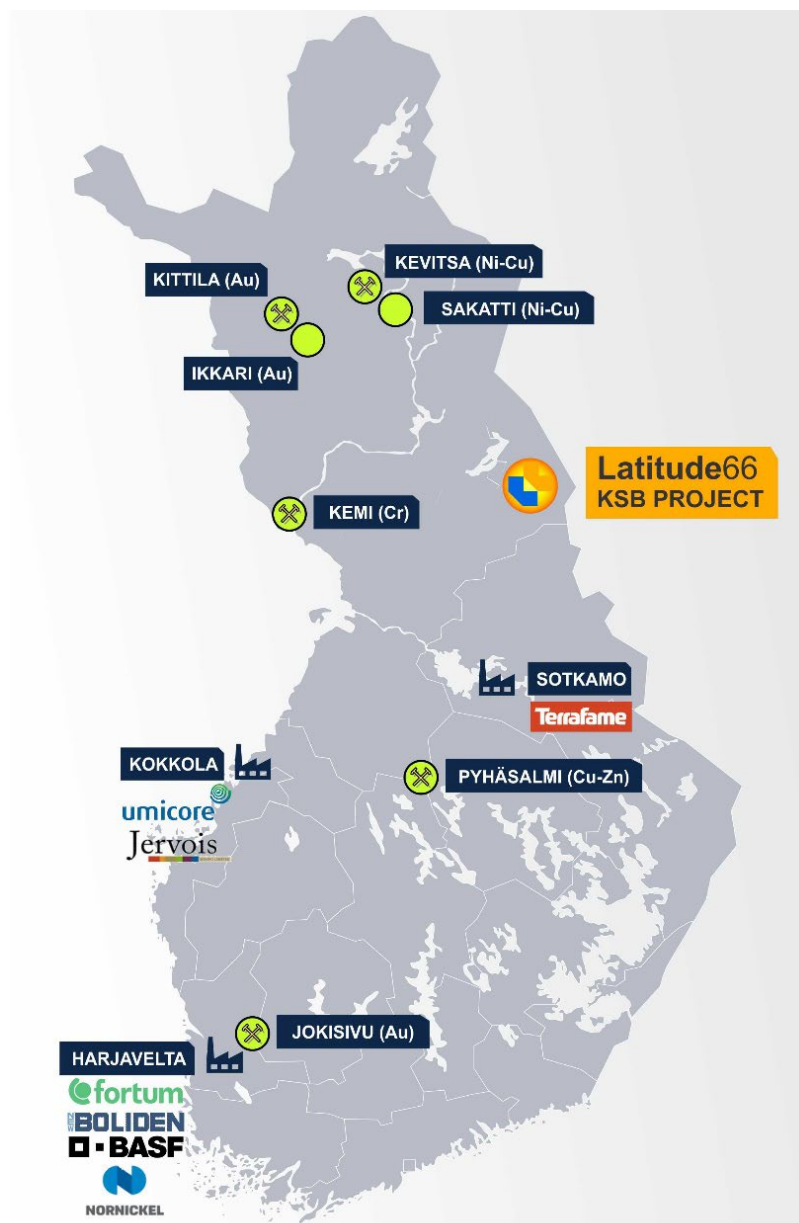 KEVITSA (Ni-Cu)
KITTILA (Au)
SAKATTI (Ni-Cu)
IKKARI (Au)
Latitude66
KSB PROJECT
KEMI (Cr)
SOTKAMO
Terrafame
KOKKOLA
PYHÄSALMI (Cu-Zn)
umicore
Jervois
JOKISIVU (Au)
HARJAVELTA
fortum
BOLIDEN
BASF
NORNICKEL